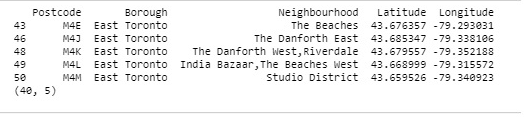 Postcode Borough Neighbourhood Latitude Longitude
43 M4E East Toronto The Beaches 43.676357 -79.293031
46 M4J East Toronto The Danforth East 43.685347 -79.338106
48 M4K East Toronto The Danforth West,Riverdale 43.679557 -79.352188
49 M4L East Toronto India Bazaar,The Beaches West 43.668999 -79.315572
50 M4M East Toronto Studio District 43.659526 -79.340923
(40, 5)